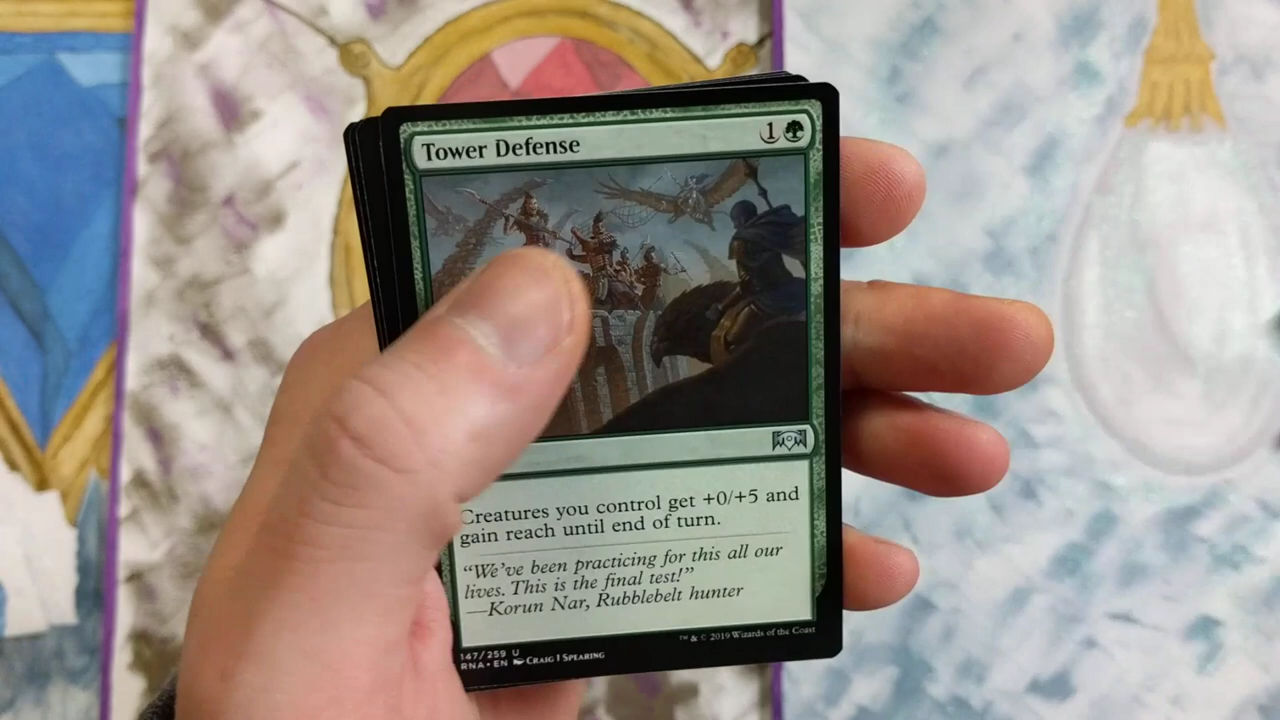 Tower Defense 1
Creatures you control get +0/+5 and
gain reach until end of turn.
“We’ve been practicing for this all our
lives. This is the final test!”
—Korun Nar, Rubblebelt hunter
147/259 U
™ & © 2019 Wizards of the Coast
RNA • EN Craig J Spearing